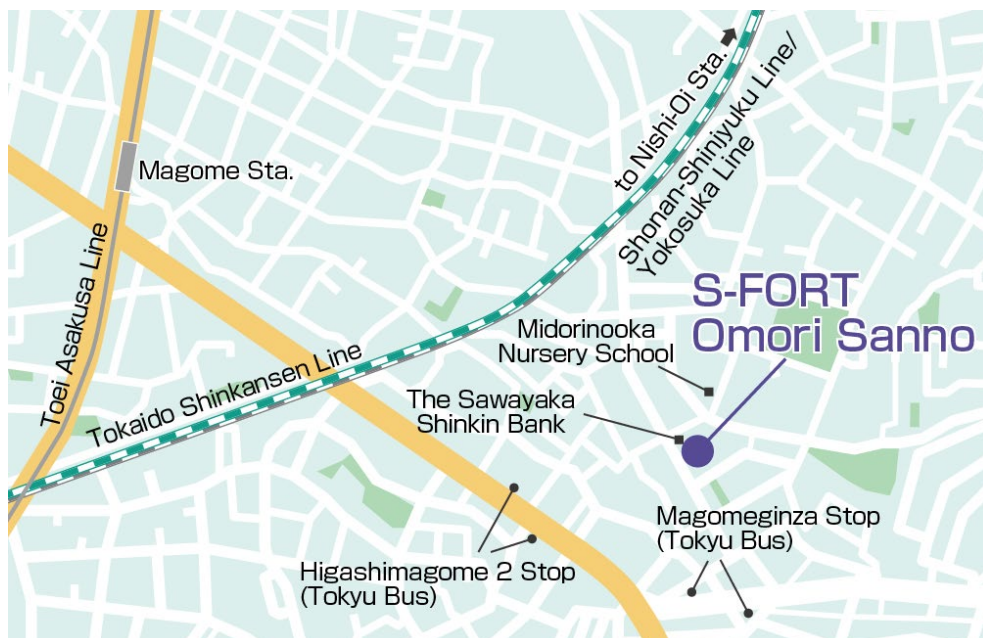 to Nishi-Oi Sta.
Shonan-Shinjyuku Line/
Yokosuka Line
Magome Sta.
Toei Asakusa Line
Tokaido Shinkansen Line
S-FORT
Omori Sanno
Midorinooka
Nursery School
The Sawayaka
Shinkin Bank
Magomeginza Stop
(Tokyu Bus)
Higashimagome 2 Stop
(Tokyu Bus)